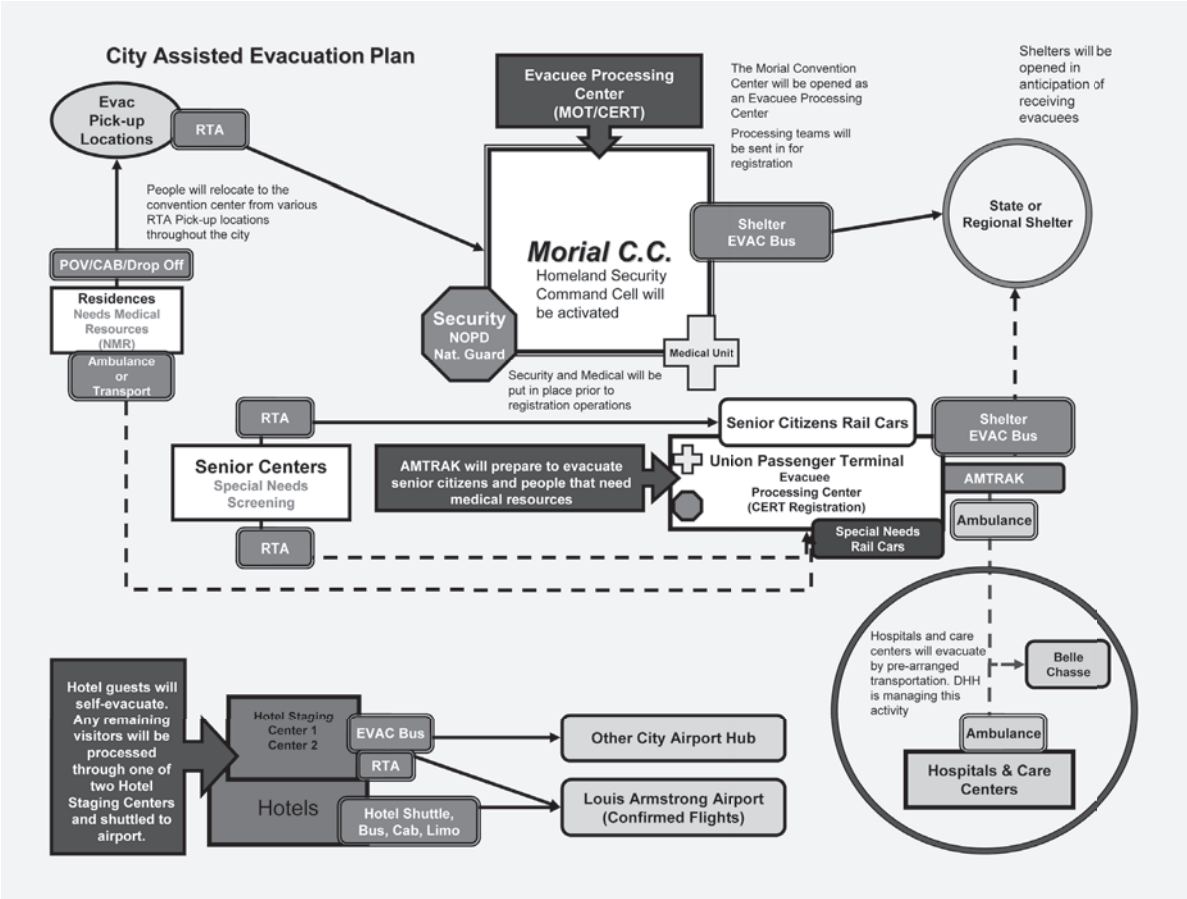 City Assisted Evacuation Plan
Evac
Pick-up
Locations
RTA
People will relocate to the
convention center from various
RTA Pick-up locations
throughout the city
POV/CAB/Drop Off
Residences
Needs Medical
Resources
(NMR)
Ambulance
or
Transport
Evacuee Processing
Center
(MOT/CERT)
The Morial Convention
Center will be opened as
an Evacuee Processing
Center
Processing teams will
be sent in for
registration
Shelters will be
opened in
anticipation of
receiving
evacuees
Morial C.C.
Homeland Security
Command Cell will
be activated
Shelter
EVAC Bus
State or
Regional Shelter
Security
NOPD
Nat. Guard
Medical Unit
Security and Medical will be
put in place prior to
registration operations
RTA
Senior Centers
Special Needs
Screening
RTA
AMTRAK will prepare to evacuate
senior citizens and people that need
medical resources
Senior Citizens Rail Cars
Union Passenger Terminal
Evacuee
Processing Center
(CERT Registration)
Special Needs
Rail Cars
Shelter
EVAC Bus
AMTRAK
Ambulance
Hospitals and care
centers will evacuate
by pre-arranged
transportation. DHH
is managing this
activity
Belle
Chasse
Ambulance
Hospitals & Care
Centers
Hotel guests will
self-evacuate.
Any remaining
visitors will be
processed
through one of
two Hotel
Staging Centers
and shuttled to
airport.
Hotel Staging
Center 1
Center 2
EVAC Bus
RTA
Hotels
Hotel Shuttle,
Bus, Cab, Limo
Other City Airport Hub
Louis Armstrong Airport
(Confirmed Flights)